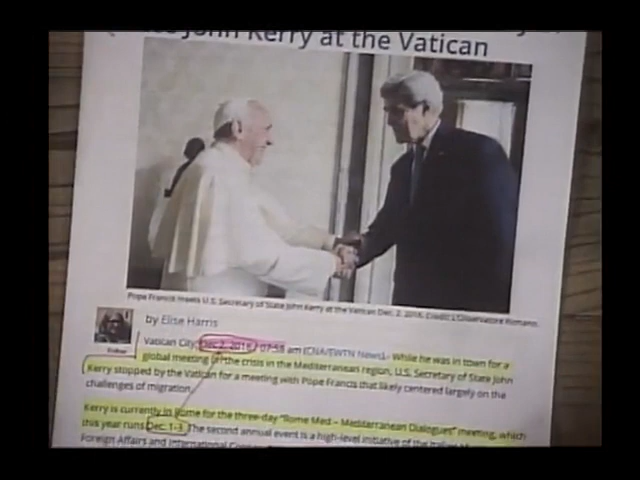 John Kerry at the Vatican
Pope Francis meets U.S. Secretary of State John Kerry at the Vatican Dec. 2, 2016. Credit: L'Osservatore Romano.
by Elise Harris
Vatican City, Dec 2, 2016 / 07:58 am (CNA/EWTN News).- While he was in town for a
global meeting on the crisis in the Mediterranean region, U.S. Secretary of State John
Kerry stopped by the Vatican for a meeting with Pope Francis that likely centered largely on the
challenges of migration.
Kerry is currently in Rome for the three-day "Rome Med – Mediterranean Dialogues" meeting, which
this year runs Dec. 1-3. The second annual event is a high-level initiative of the Italian
Foreign Affairs and International